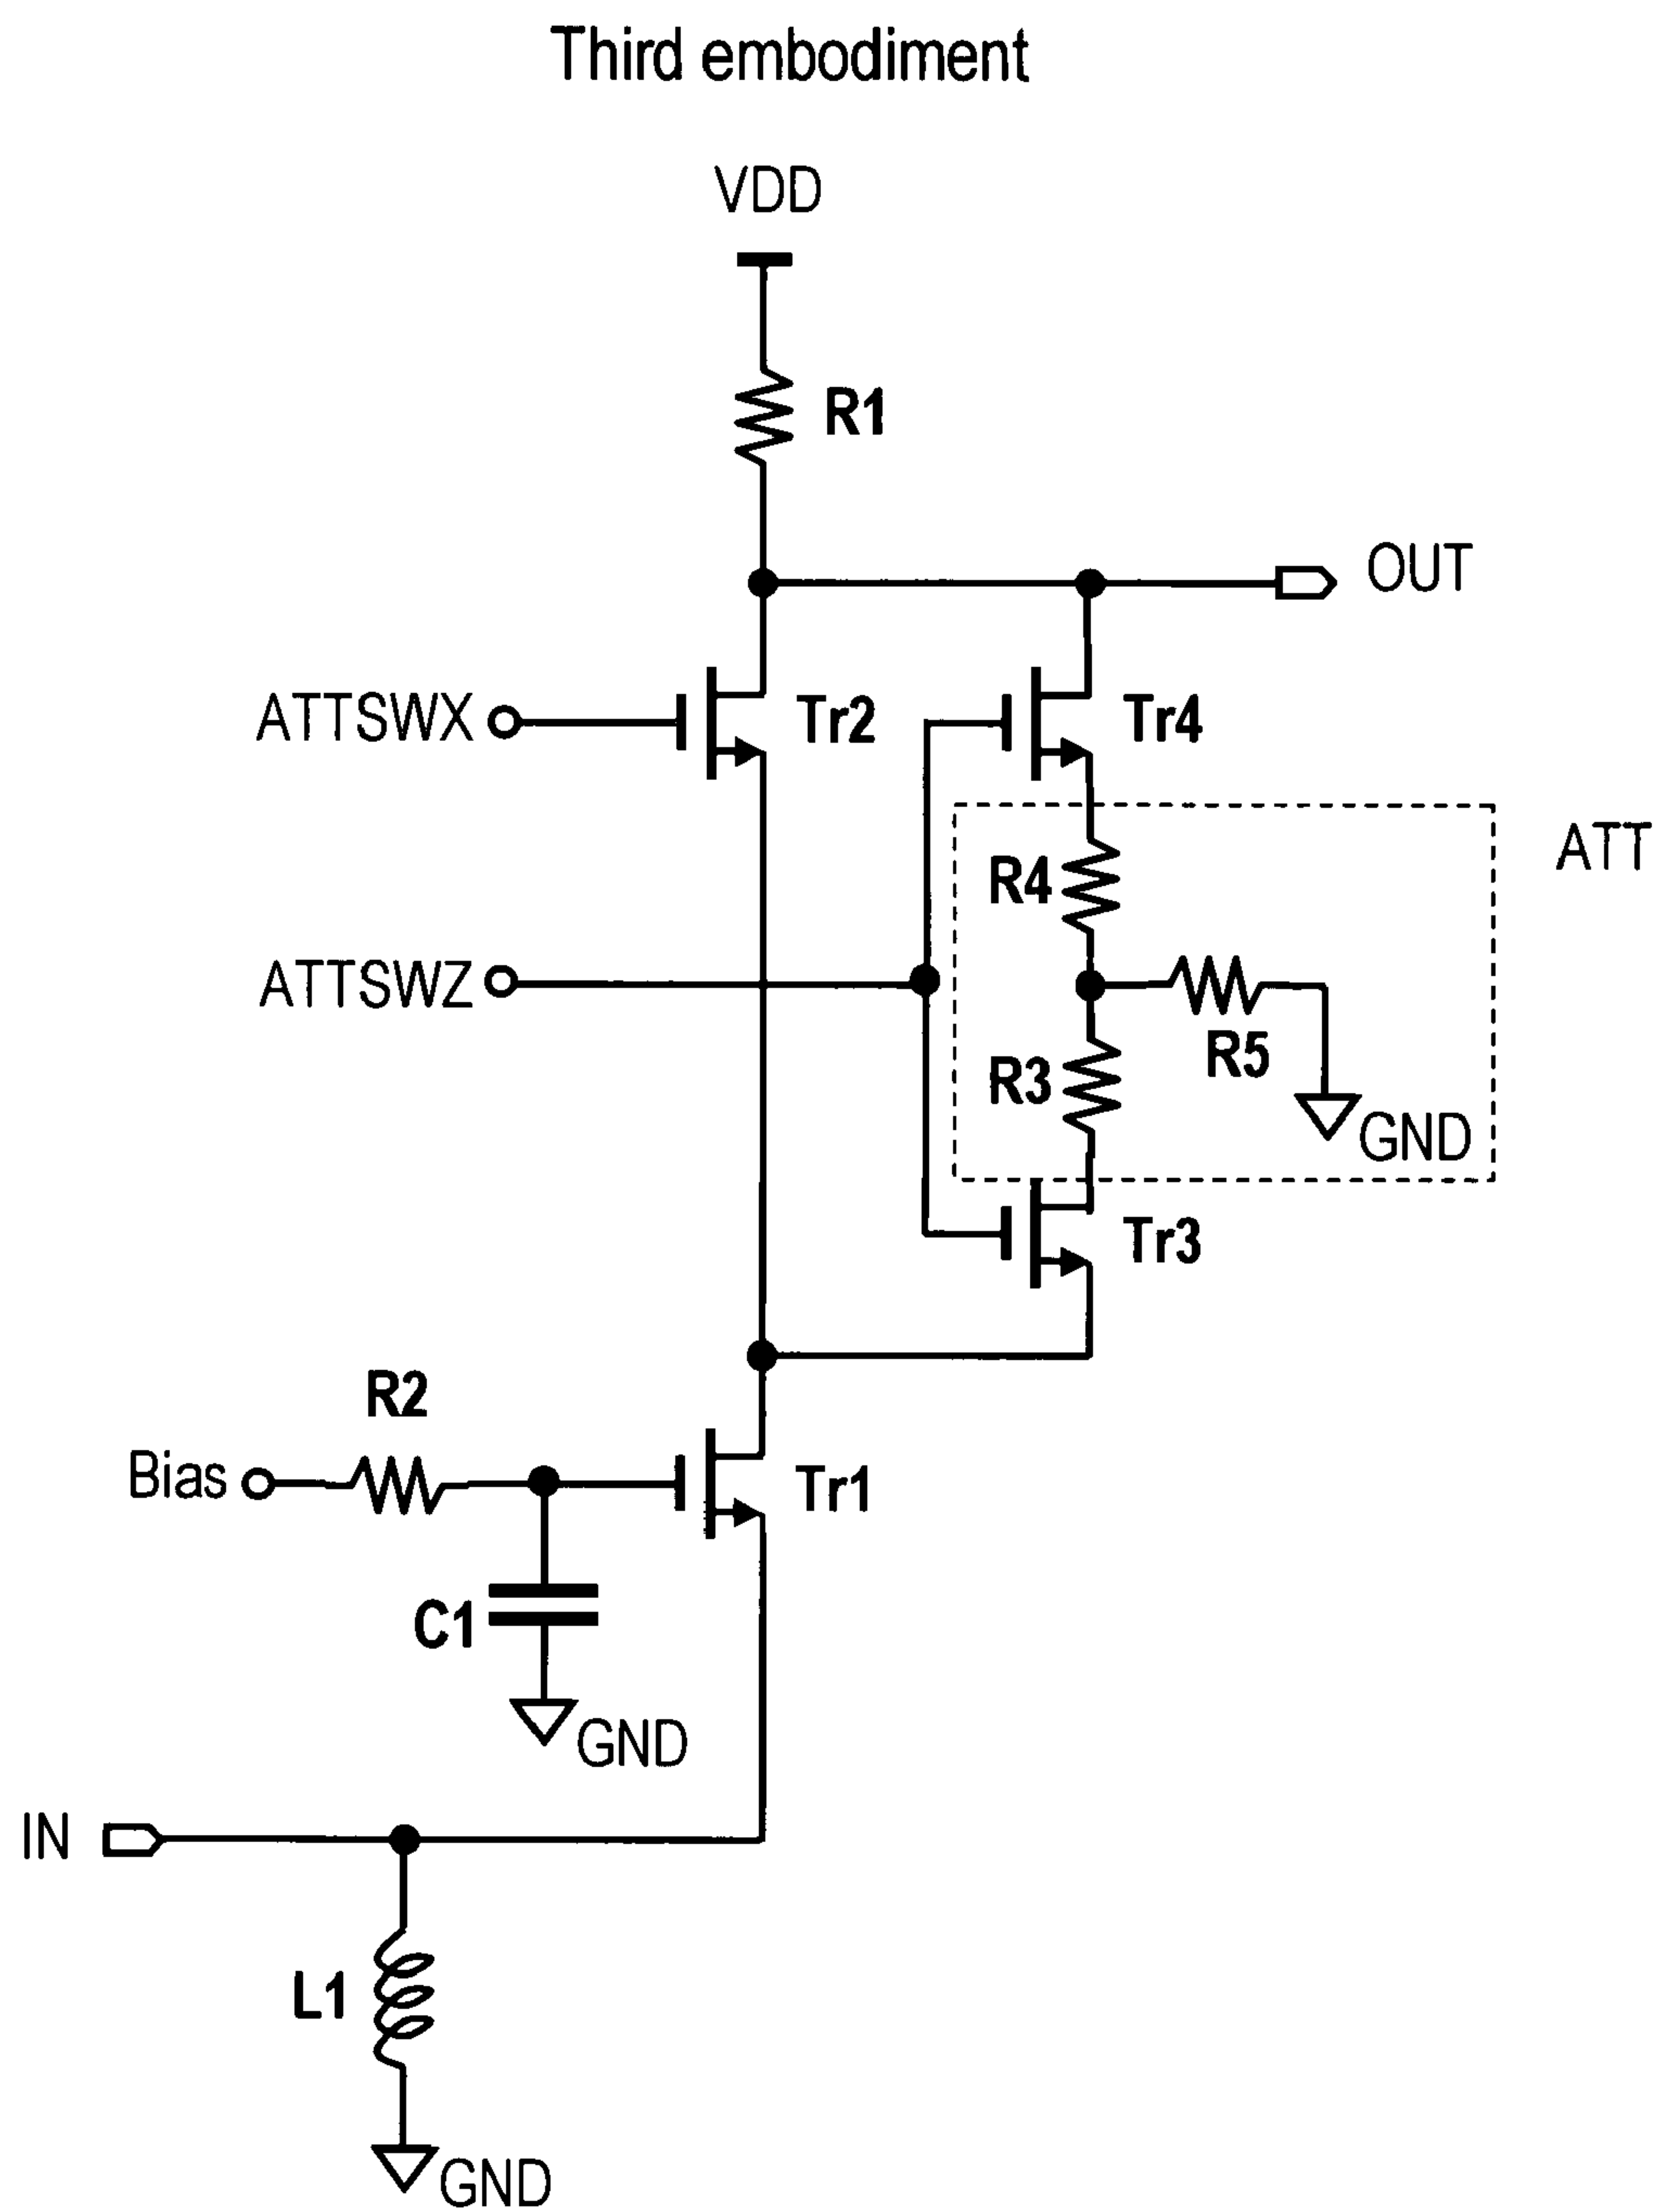 Third embodiment
VDD
R1
OUT
ATTSWX
Tr2
Tr4
ATT
R4
ATTSWZ
R5
R3
GND
Tr3
R2
Bias
Tr1
C1
GND
IN
L1
GND